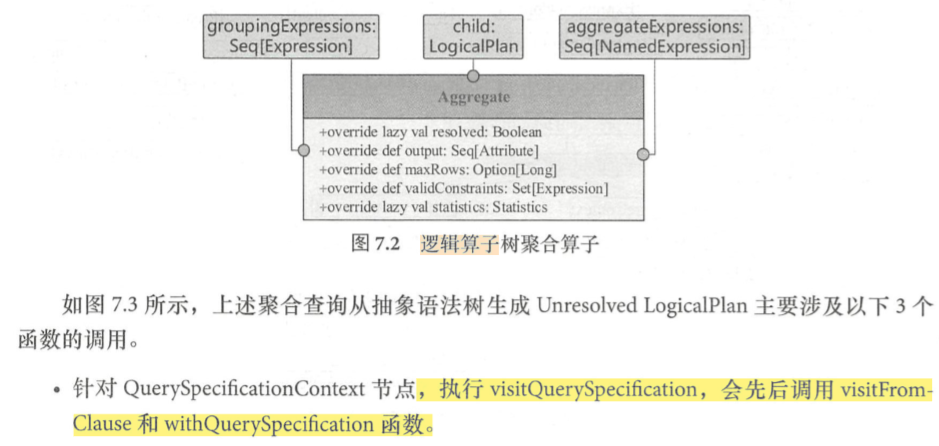 groupingExpressions:
Seq[Expression]
child:
LogicalPlan
aggregateExpressions:
Seq[NamedExpression]
Aggregate
+override lazy val resolved: Boolean
+override def output: Seq[Attribute]
+override def maxRows: Option[Long]
+override def validConstraints: Set[Expression]
+override lazy val statistics: Statistics
图 7.2 逻辑算子树聚合算子
如图 7.3 所示，上述聚合查询从抽象语法树生成 Unresolved LogicalPlan 主要涉及以下 3 个
函数的调用。
• 针对 QuerySpecificationContext 节点，执行 visitQuerySpecification，会先后调用 visitFrom-
Clause 和 withQuerySpecification 函数。